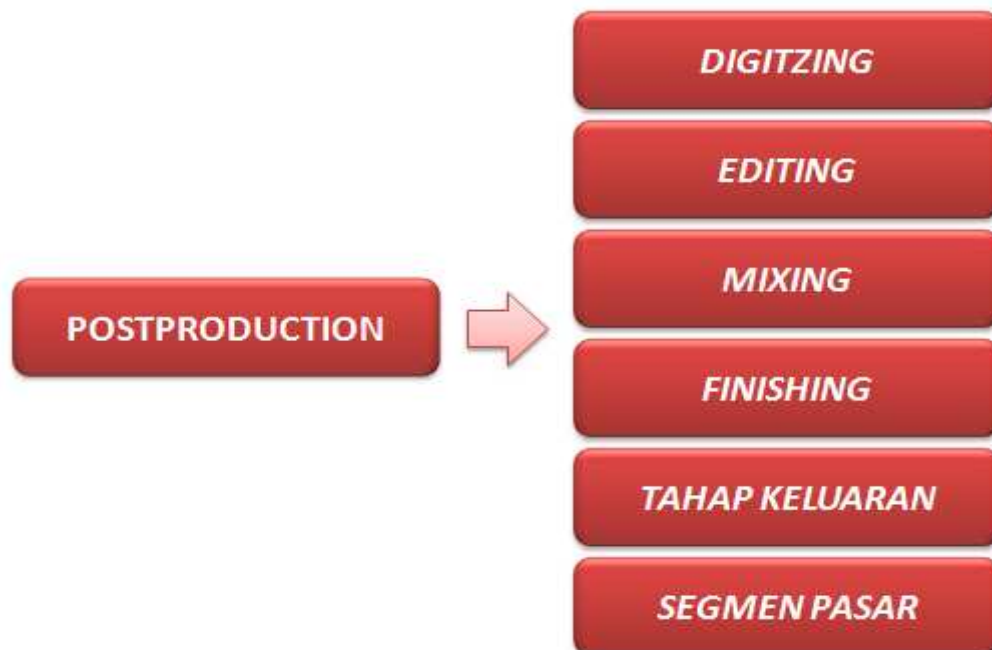 POSTPRODUCTION
DIGITZING
EDITING
MIXING
FINISHING
TAHAP KELUARAN
SEGMEN PASAR